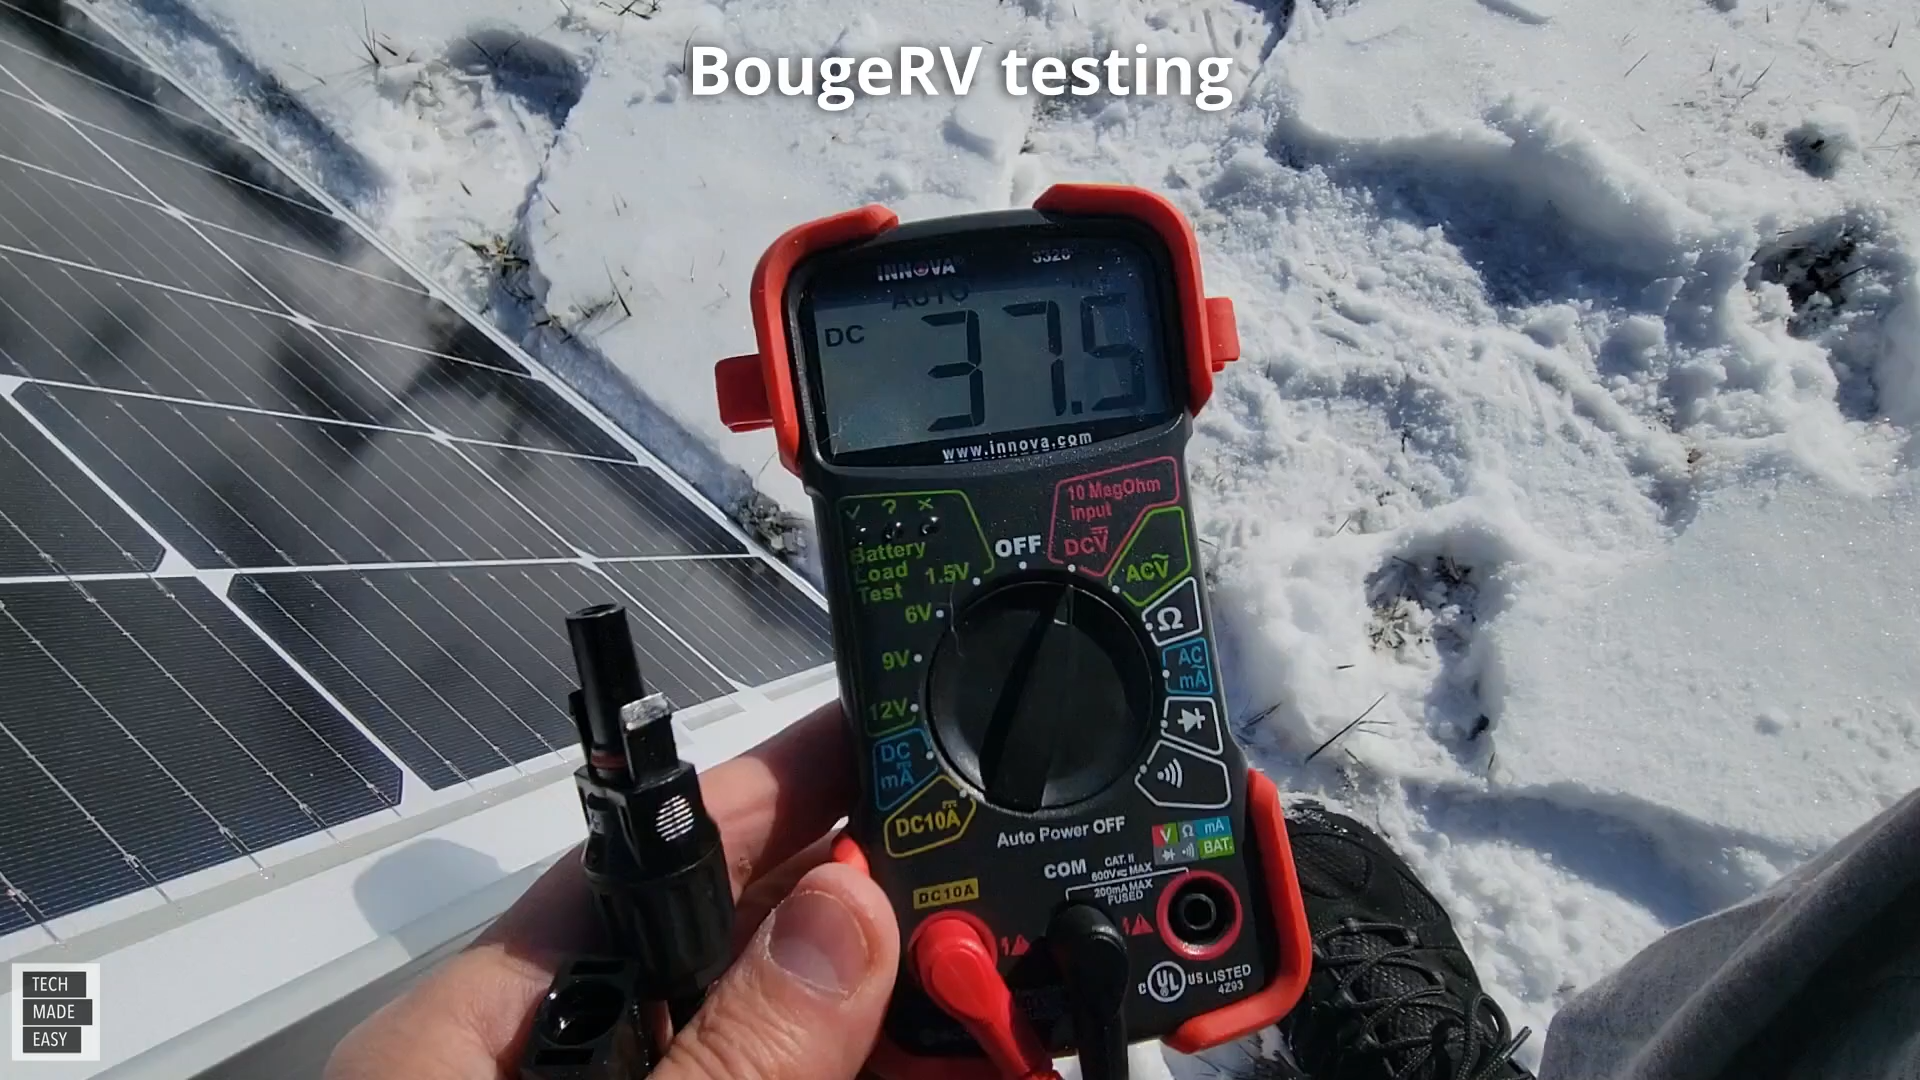 BougeRV testing
INNOVA
3320
AUTO
DC
37.5
www.innova.com
10 MegOhm
input
DCV
ACV
Ω
AC
mA
OFF
Battery
Load
Test
1.5V
6V
9V
12V
DC
mA
DC10A
Auto Power OFF
V Ω mA
BAT.
COM
CAT. II
600V MAX
200mA MAX
FUSED
DC10A
C UL US LISTED
4Z93
TECH
MADE
EASY